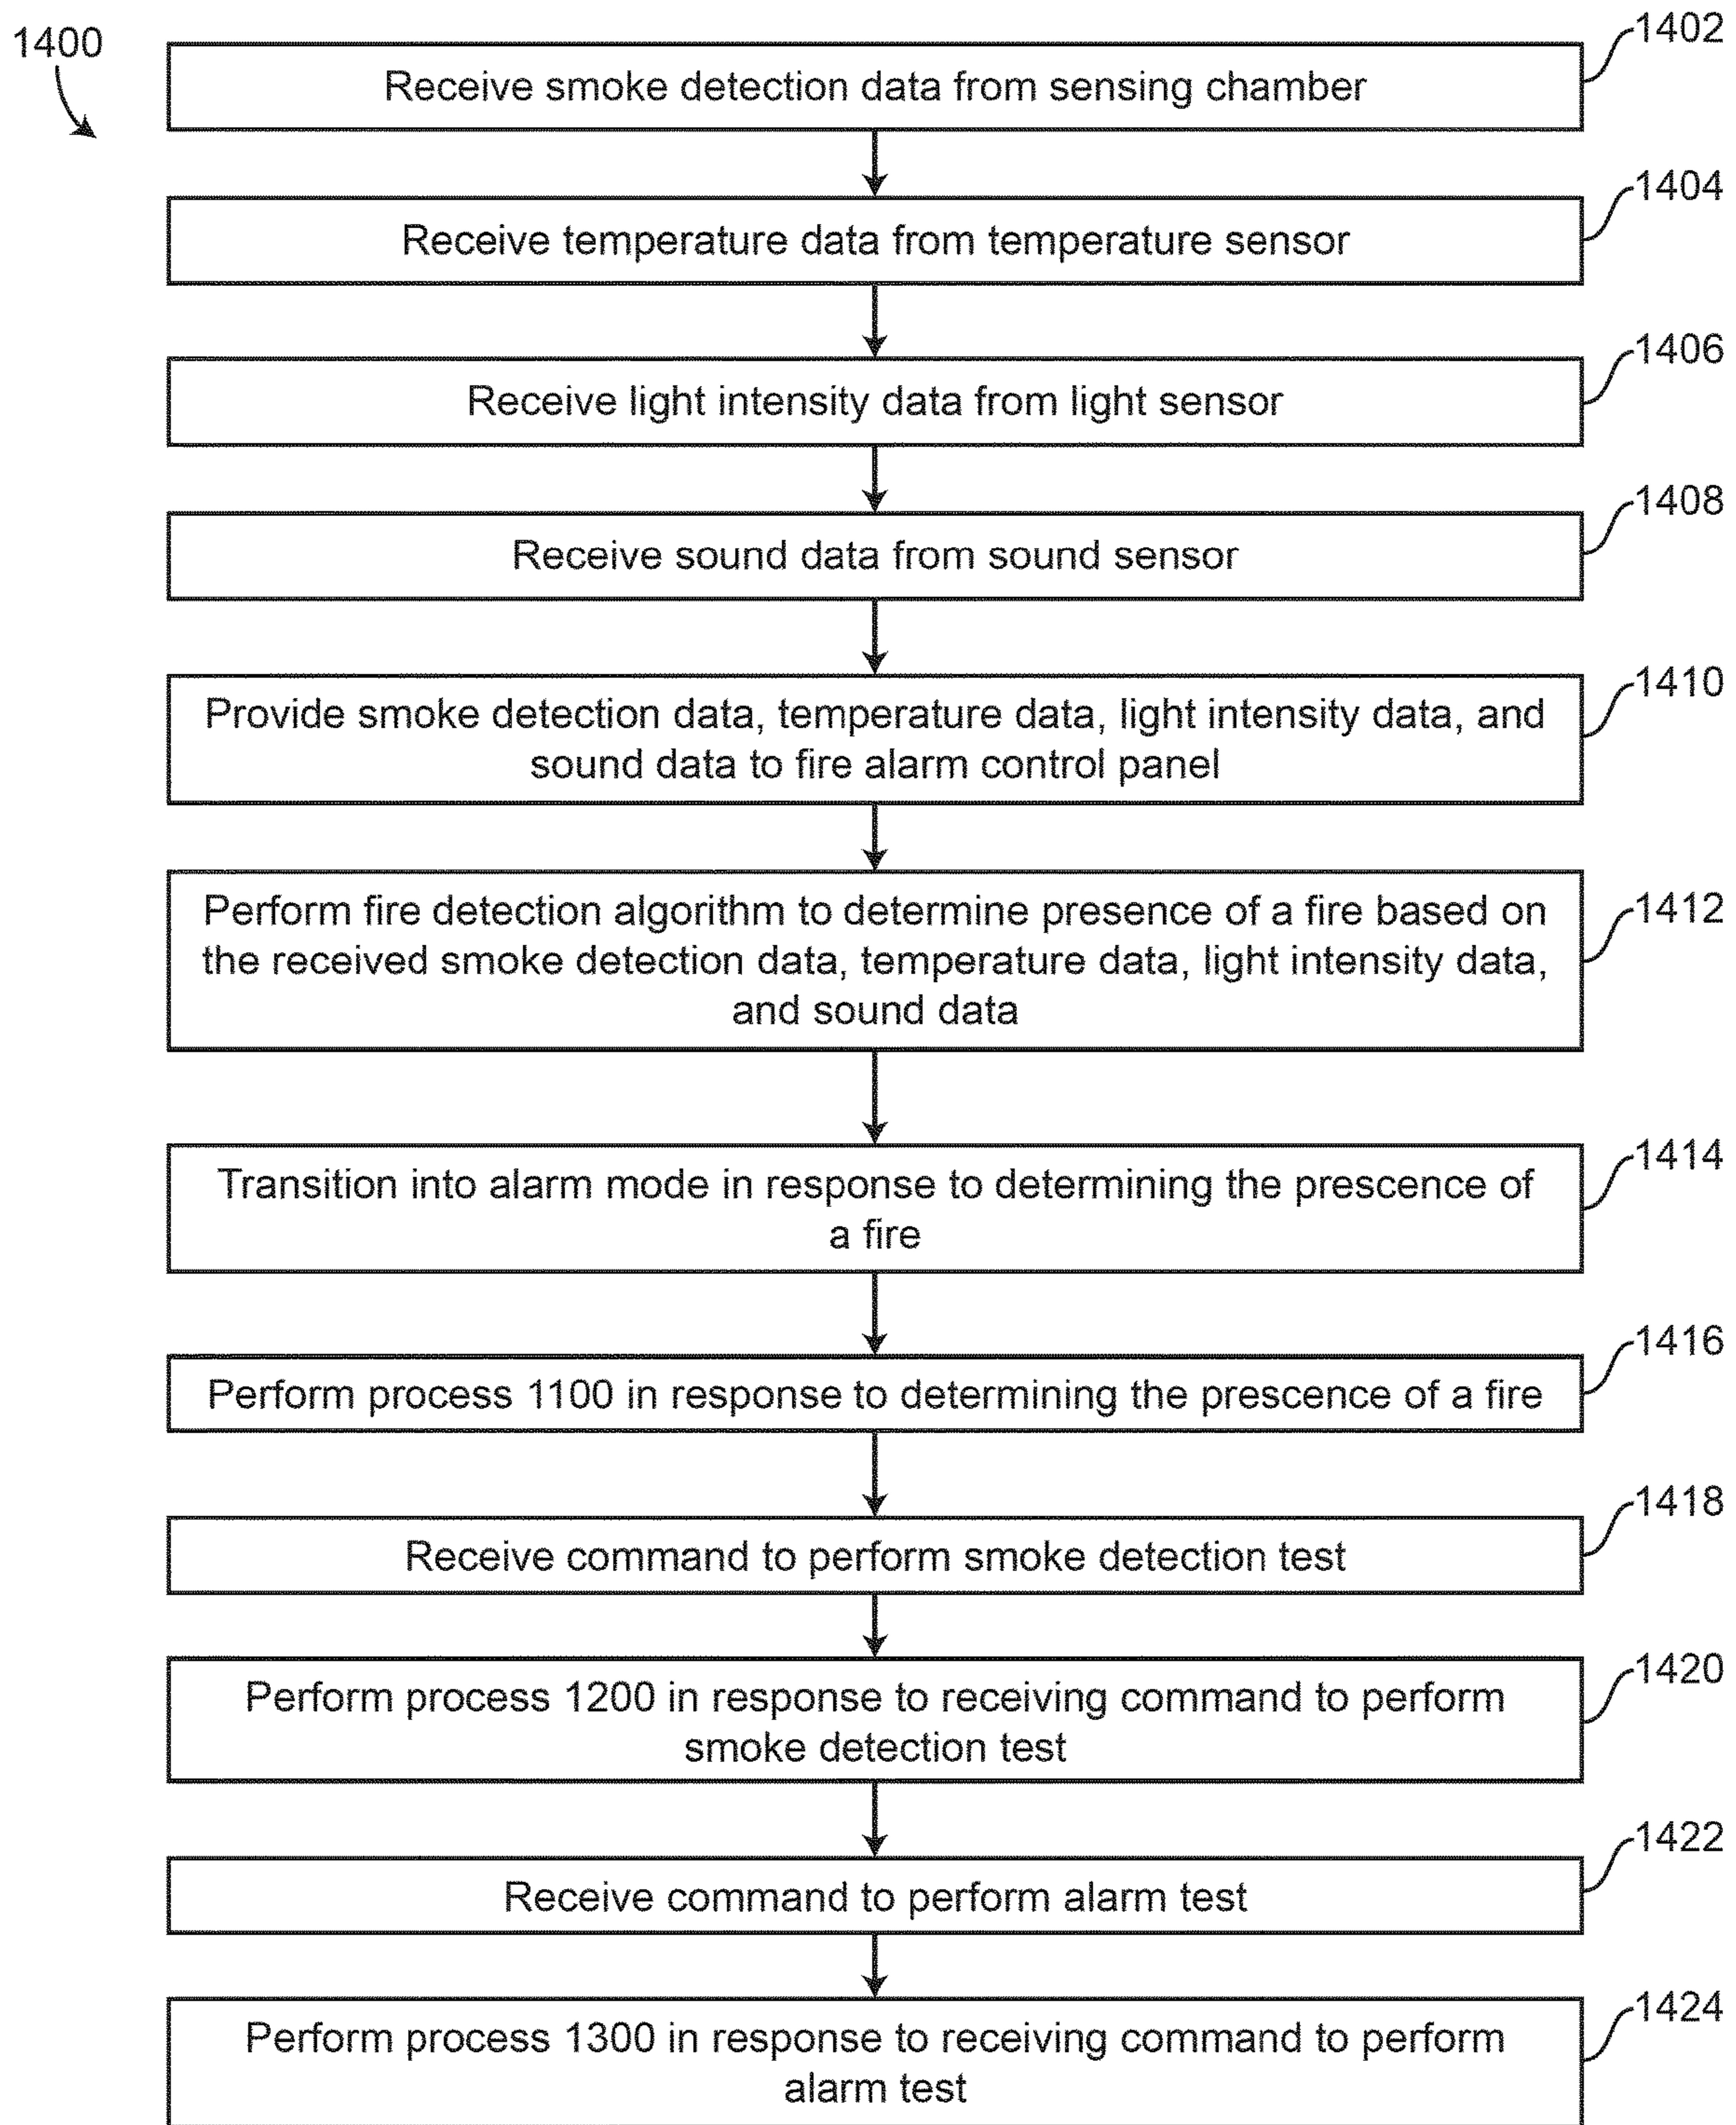 1400
1402
Receive smoke detection data from sensing chamber
1404
Receive temperature data from temperature sensor
1406
Receive light intensity data from light sensor
1408
Receive sound data from sound sensor
1410
Provide smoke detection data, temperature data, light intensity data, and
sound data to fire alarm control panel
1412
Perform fire detection algorithm to determine presence of a fire based on
the received smoke detection data, temperature data, light intensity data,
and sound data
1414
Transition into alarm mode in response to determining the prescence of
a fire
1416
Perform process 1100 in response to determining the prescence of a fire
1418
Receive command to perform smoke detection test
1420
Perform process 1200 in response to receiving command to perform
smoke detection test
1422
Receive command to perform alarm test
1424
Perform process 1300 in response to receiving command to perform
alarm test